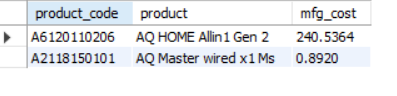 product_code product mfg_cost
A6120110206 AQ HOME Allin1 Gen 2 240.5364
A2118150101 AQ Master wired x1 Ms 0.8920